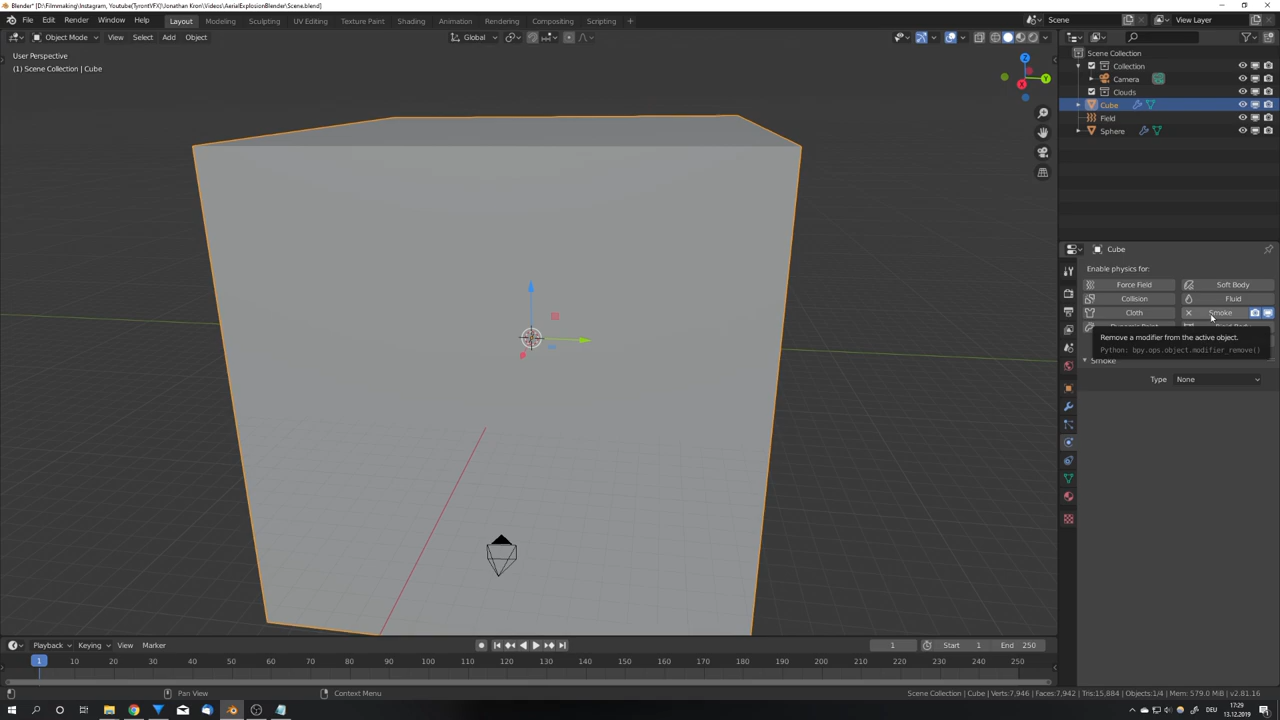 Blender* [D:\Filmmaking\Instagram, Youtube\TyrontVFX\Jonathan Kron\Videos\AerialExplosionBlender\Scene.blend]
File Edit Render Window Help Layout Modeling Sculpting UV Editing Texture Paint Shading Animation Rendering Compositing Scripting Scene View Layer
Object Mode View Select Add Object Global
User Perspective
(1) Scene Collection | Cube
Z
Y
X
Scene Collection
Collection
Camera
Clouds
Cube
Field
Sphere
Cube
Enable physics for:
Force Field Soft Body
Collision Fluid
Cloth Smoke
Remove a modifier from the active object.
Python: bpy.ops.object.modifier_remove()
Smoke
Type None
Playback Keying View Marker 1 Start 1 End 250
1 10 20 30 40 50 60 70 80 90 100 110 120 130 140 150 160 170 180 190 200 210 220 230 240 250
Pan View Context Menu Scene Collection | Cube | Verts:7,946 | Faces:7,942 | Tris:15,884 | Objects:1/4 | Mem: 579.0 MiB | v2.81.16
DEU 17:29
13.12.2019